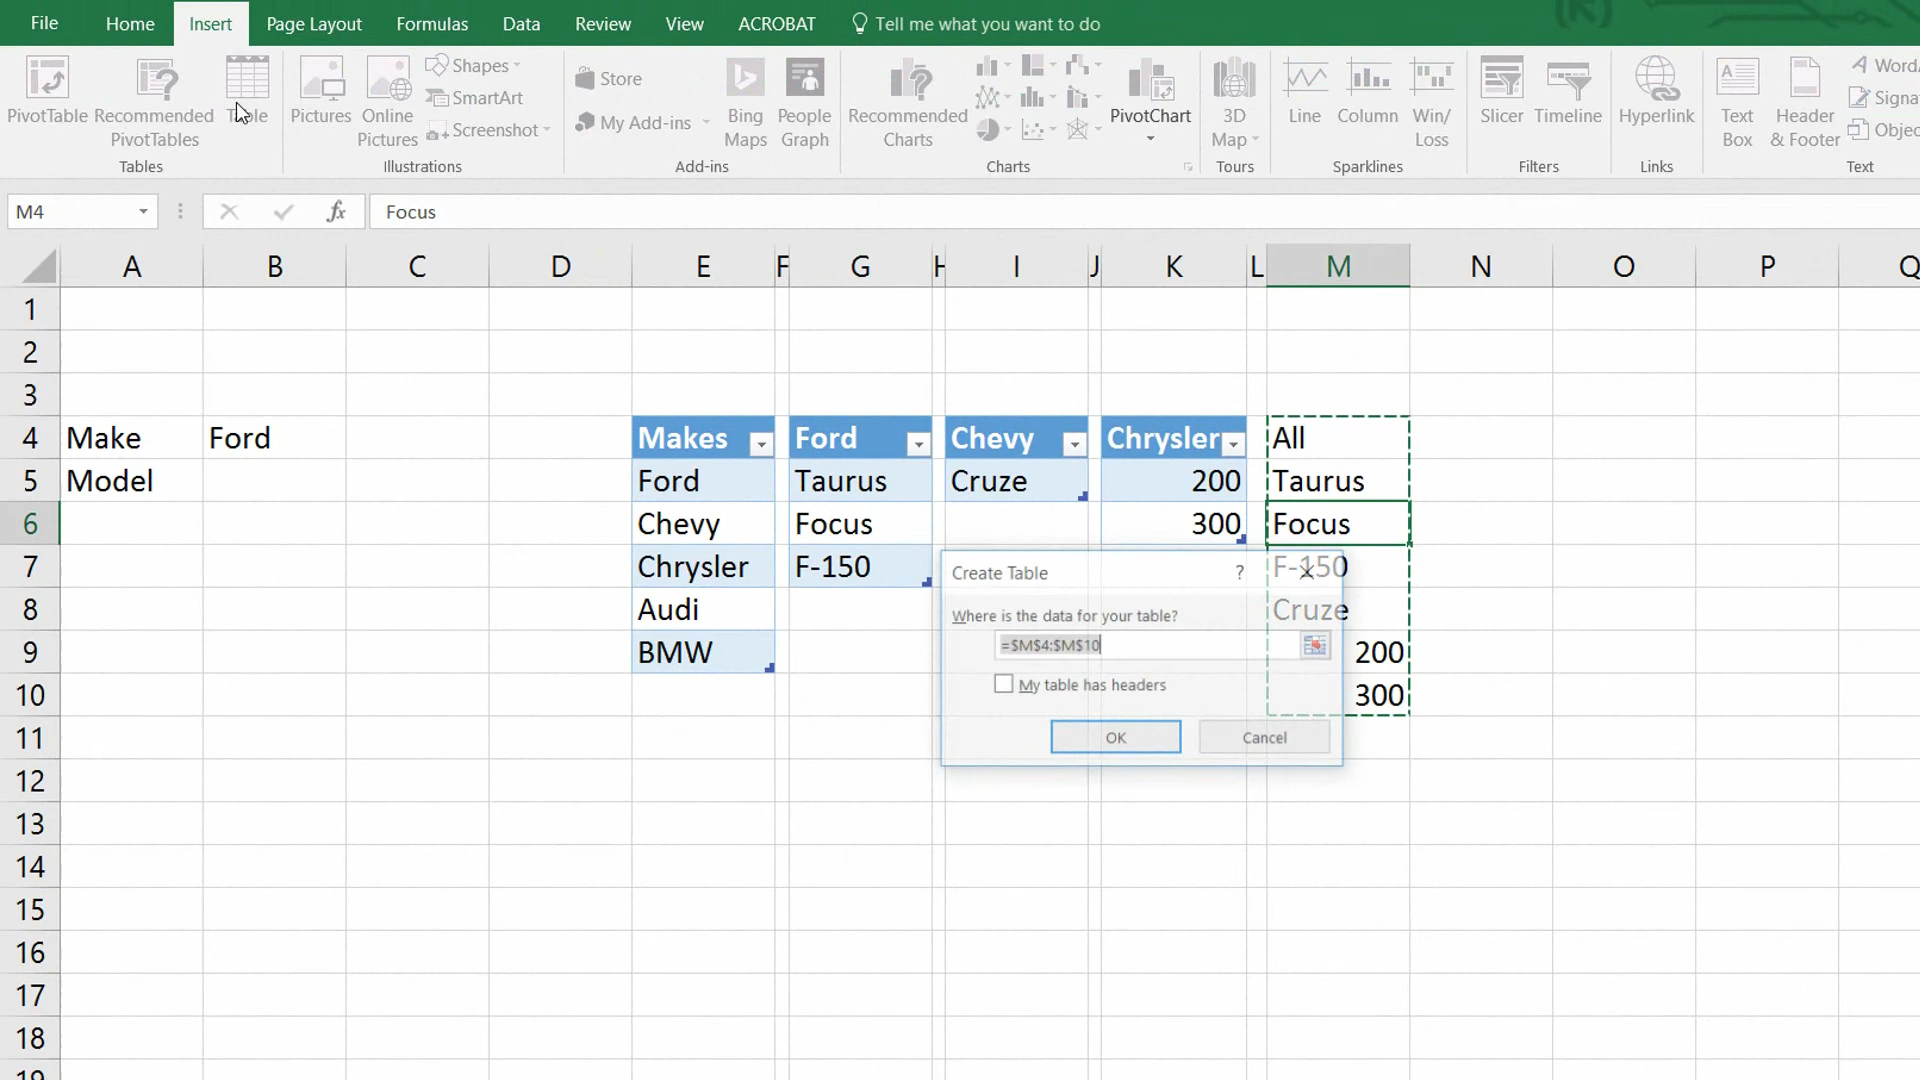 File Home Insert Page Layout Formulas Data Review View ACROBAT Tell me what you want to do
PivotTable
Recommended
PivotTables
Table
Tables
Pictures
Online
Pictures
Shapes
SmartArt
Screenshot
Illustrations
Store
My Add-ins
Bing
Maps
People
Graph
Add-ins
Recommended
Charts
PivotChart
Charts
3D
Map
Tours
Line
Column
Win/
Loss
Sparklines
Slicer
Timeline
Filters
Hyperlink
Links
Text
Box
Header
& Footer
Text
M4 fx Focus
A B C D E F G H I J K L M N O P Q
1
2
3
4 Make Ford Makes Ford Chevy Chrysler All
5 Model Ford Taurus Cruze 200 Taurus
6 Chevy Focus 300 Focus
7 Chrysler F-150 F-150
8 Audi Cruze
9 BMW 200
10 300
11
12
13
14
15
16
17
18
19
Create Table ?
Where is the data for your table?
=$M$4:$M$10
My table has headers
OK Cancel